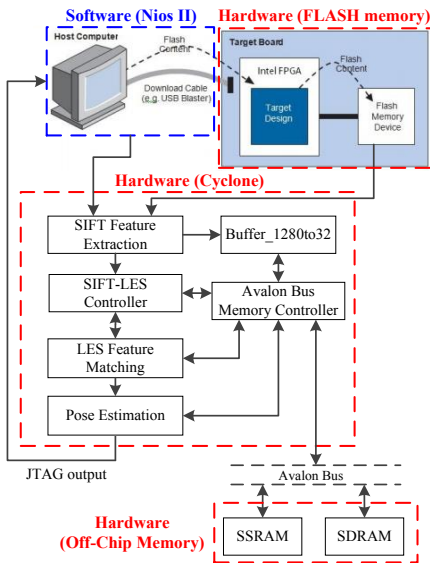 Software (Nios II)
Hardware (FLASH memory)
Host Computer
Flash
Content
Download Cable
(e.g. USB Blaster)
Target Board
Intel FPGA
Target
Design
Flash
Content
Flash
Memory
Device
Hardware (Cyclone)
SIFT Feature
Extraction
Buffer_1280to32
SIFT-LES
Controller
Avalon Bus
Memory Controller
LES Feature
Matching
Pose Estimation
JTAG output
Avalon Bus
Hardware
(Off-Chip Memory)
SSRAM
SDRAM